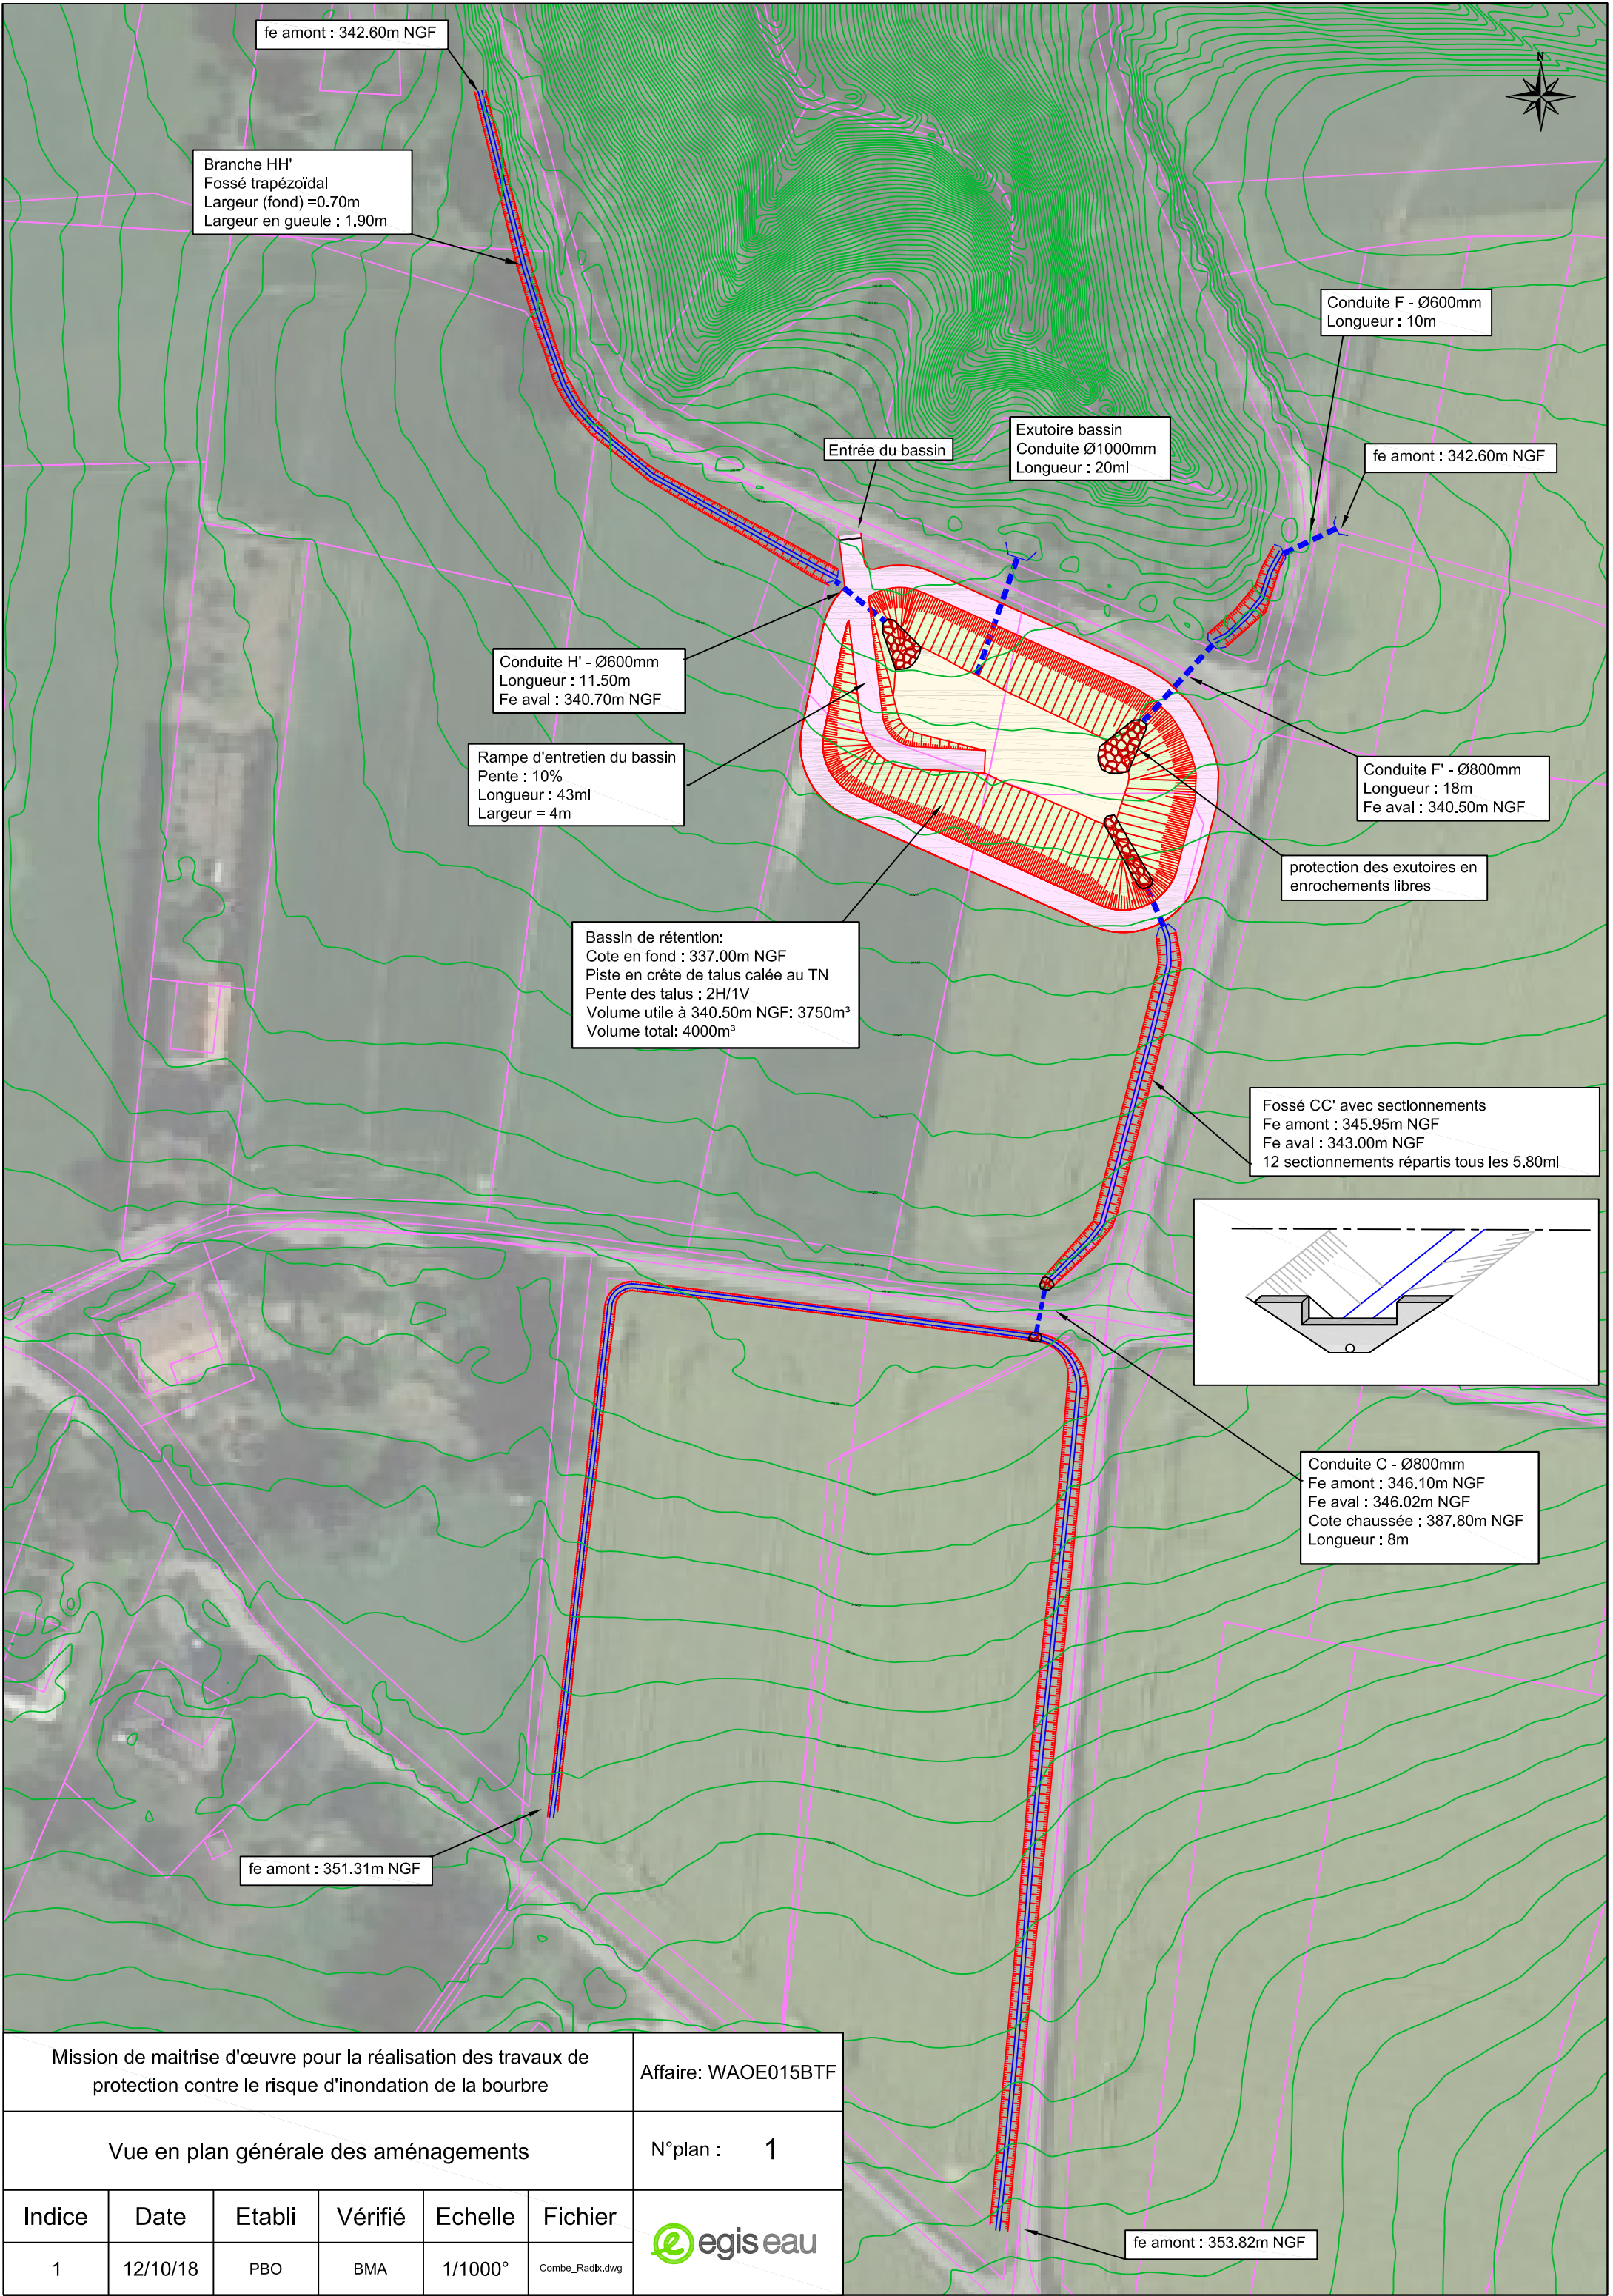 fe amont : 342.60m NGF
N
Branche HH'
Fossé trapézoïdal
Largeur (fond) =0.70m
Largeur en gueule : 1.90m
Conduite F - Ø600mm
Longueur : 10m
Entrée du bassin
Exutoire bassin
Conduite Ø1000mm
Longueur : 20ml
fe amont : 342.60m NGF
Conduite H' - Ø600mm
Longueur : 11.50m
Fe aval : 340.70m NGF
Rampe d'entretien du bassin
Pente : 10%
Longueur : 43ml
Largeur = 4m
Conduite F' - Ø800mm
Longueur : 18m
Fe aval : 340.50m NGF
protection des exutoires en
enrochements libres
Bassin de rétention:
Cote en fond : 337.00m NGF
Piste en crête de talus calée au TN
Pente des talus : 2H/1V
Volume utile à 340.50m NGF: 3750m³
Volume total: 4000m³
Fossé CC' avec sectionnements
Fe amont : 345.95m NGF
Fe aval : 343.00m NGF
12 sectionnements répartis tous les 5.80ml
Conduite C - Ø800mm
Fe amont : 346.10m NGF
Fe aval : 346.02m NGF
Cote chaussée : 387.80m NGF
Longueur : 8m
fe amont : 351.31m NGF
fe amont : 353.82m NGF
Mission de maitrise d'œuvre pour la réalisation des travaux de
protection contre le risque d'inondation de la bourbre
Affaire: WAOE015BTF
Vue en plan générale des aménagements
N°plan : 1
Indice Date Etabli Vérifié Echelle Fichier
1 12/10/18 PBO BMA 1/1000° Combe_Radix.dwg
egis eau